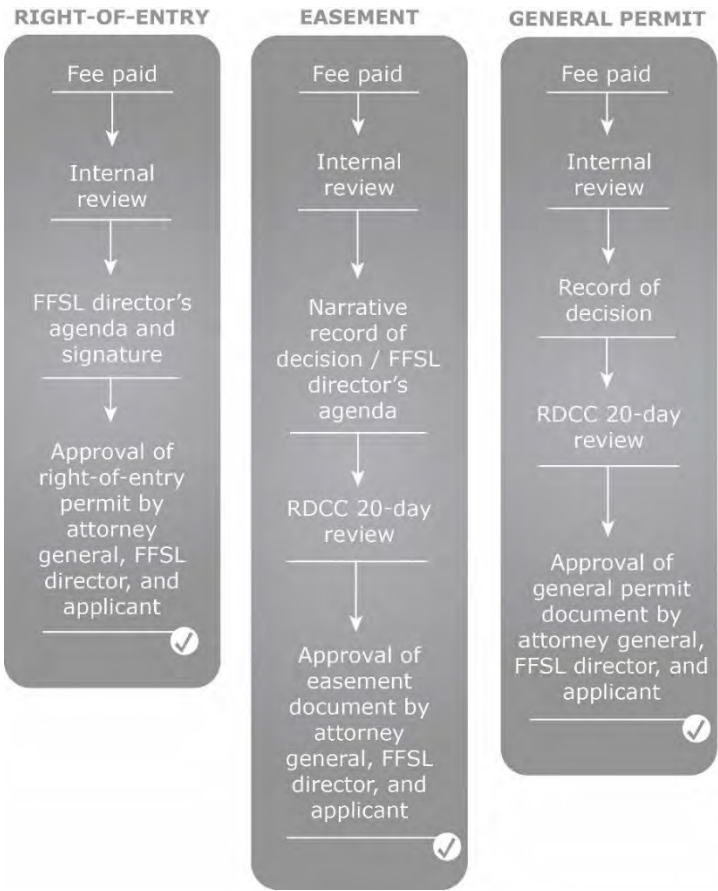 RIGHT-OF-ENTRY
Fee paid
Internal
review
FFSL director's
agenda and
signature
Approval of
right-of-entry
permit by
attorney
general, FFSL
director, and
applicant
EASEMENT
Fee paid
Internal
review
Narrative
record of
decision / FFSL
director's
agenda
RDCC 20-day
review
Approval of
easement
document by
attorney
general, FFSL
director, and
applicant
GENERAL PERMIT
Fee paid
Internal
review
Record of
decision
RDCC 20-day
review
Approval of
general permit
document by
attorney general,
FFSL director, and
applicant